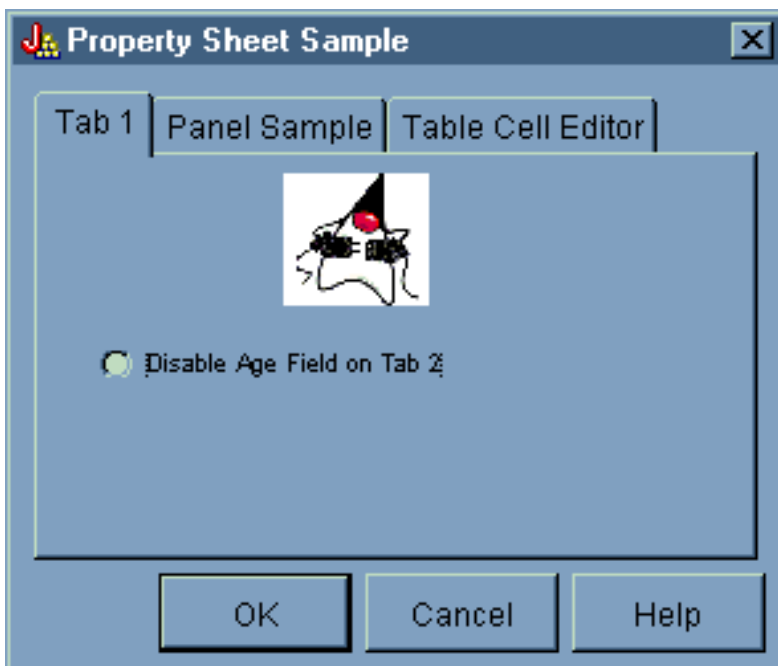 Property Sheet Sample
Tab 1 Panel Sample Table Cell Editor
Disable Age Field on Tab 2
OK Cancel Help